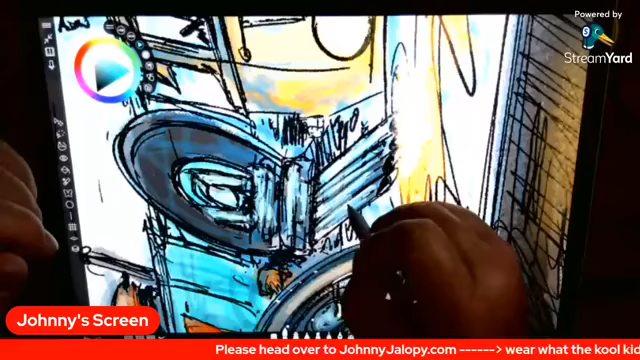 Powered by
StreamYard
Johnny's Screen
Please head over to JohnnyJalopy.com ------> wear what the kool kid